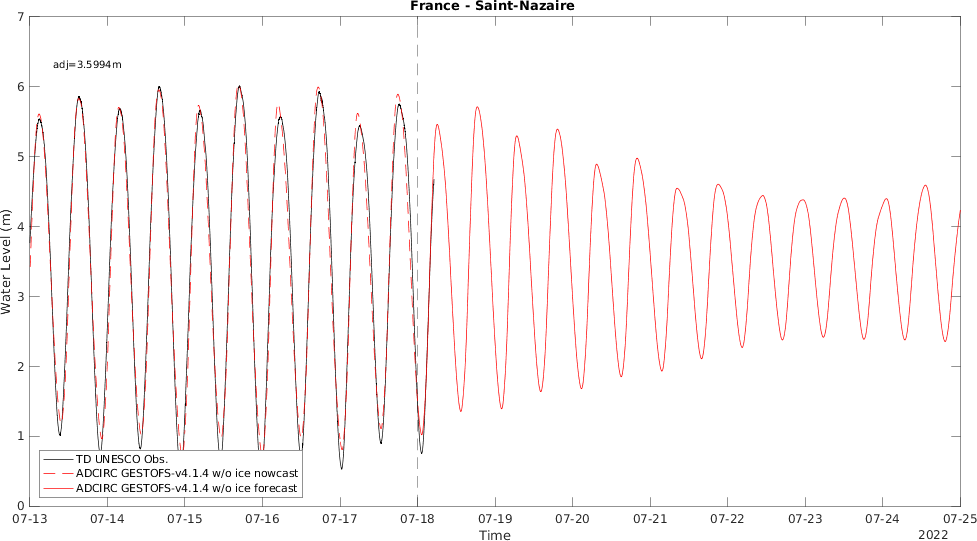 France - Saint-Nazaire
adj=3.5994m
Water Level (m)
7
6
5
4
3
2
1
0
TD UNESCO Obs.
ADCIRC GESTOFS-v4.1.4 w/o ice nowcast
ADCIRC GESTOFS-v4.1.4 w/o ice forecast
07-13 07-14 07-15 07-16 07-17 07-18 07-19 07-20 07-21 07-22 07-23 07-24 07-25
Time
2022